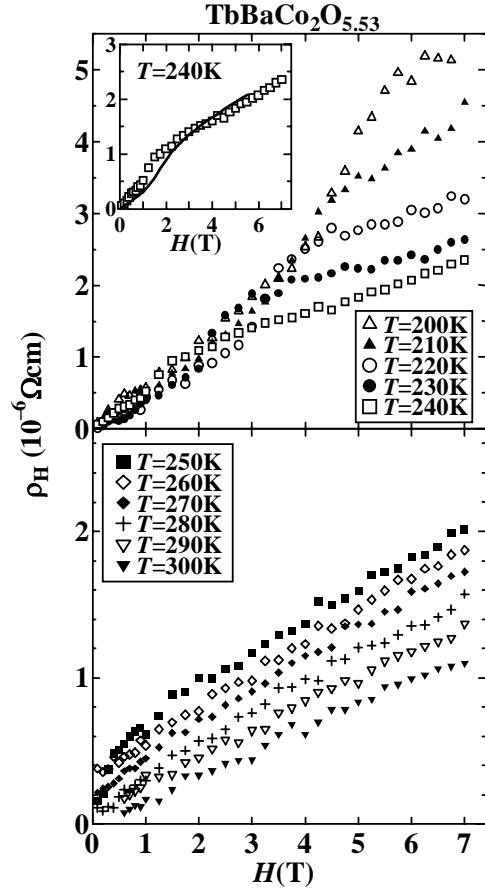 TbBaCo₂O₅.₅₃
T=240K
3
2
1
0
0 2 4 6
H(T)
5
4
3
2
1
0
T=200K
T=210K
T=220K
T=230K
T=240K
ρH (10⁻⁶Ωcm)
T=250K
T=260K
T=270K
T=280K
T=290K
T=300K
2
1
0
0 1 2 3 4 5 6 7
H(T)